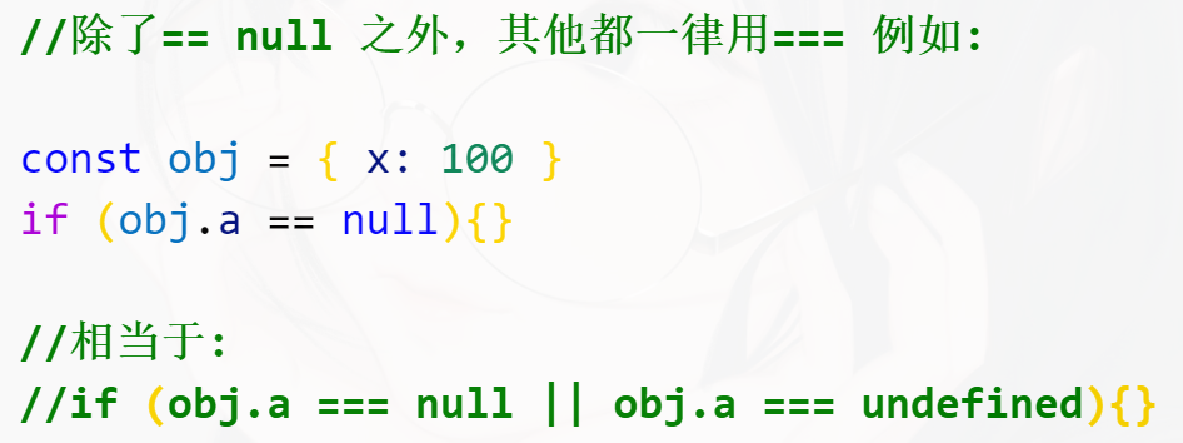 //除了== null 之外，其他都一律用=== 例如:
const obj = { x: 100 }
if (obj.a == null){}
//相当于:
//if (obj.a === null || obj.a === undefined){}